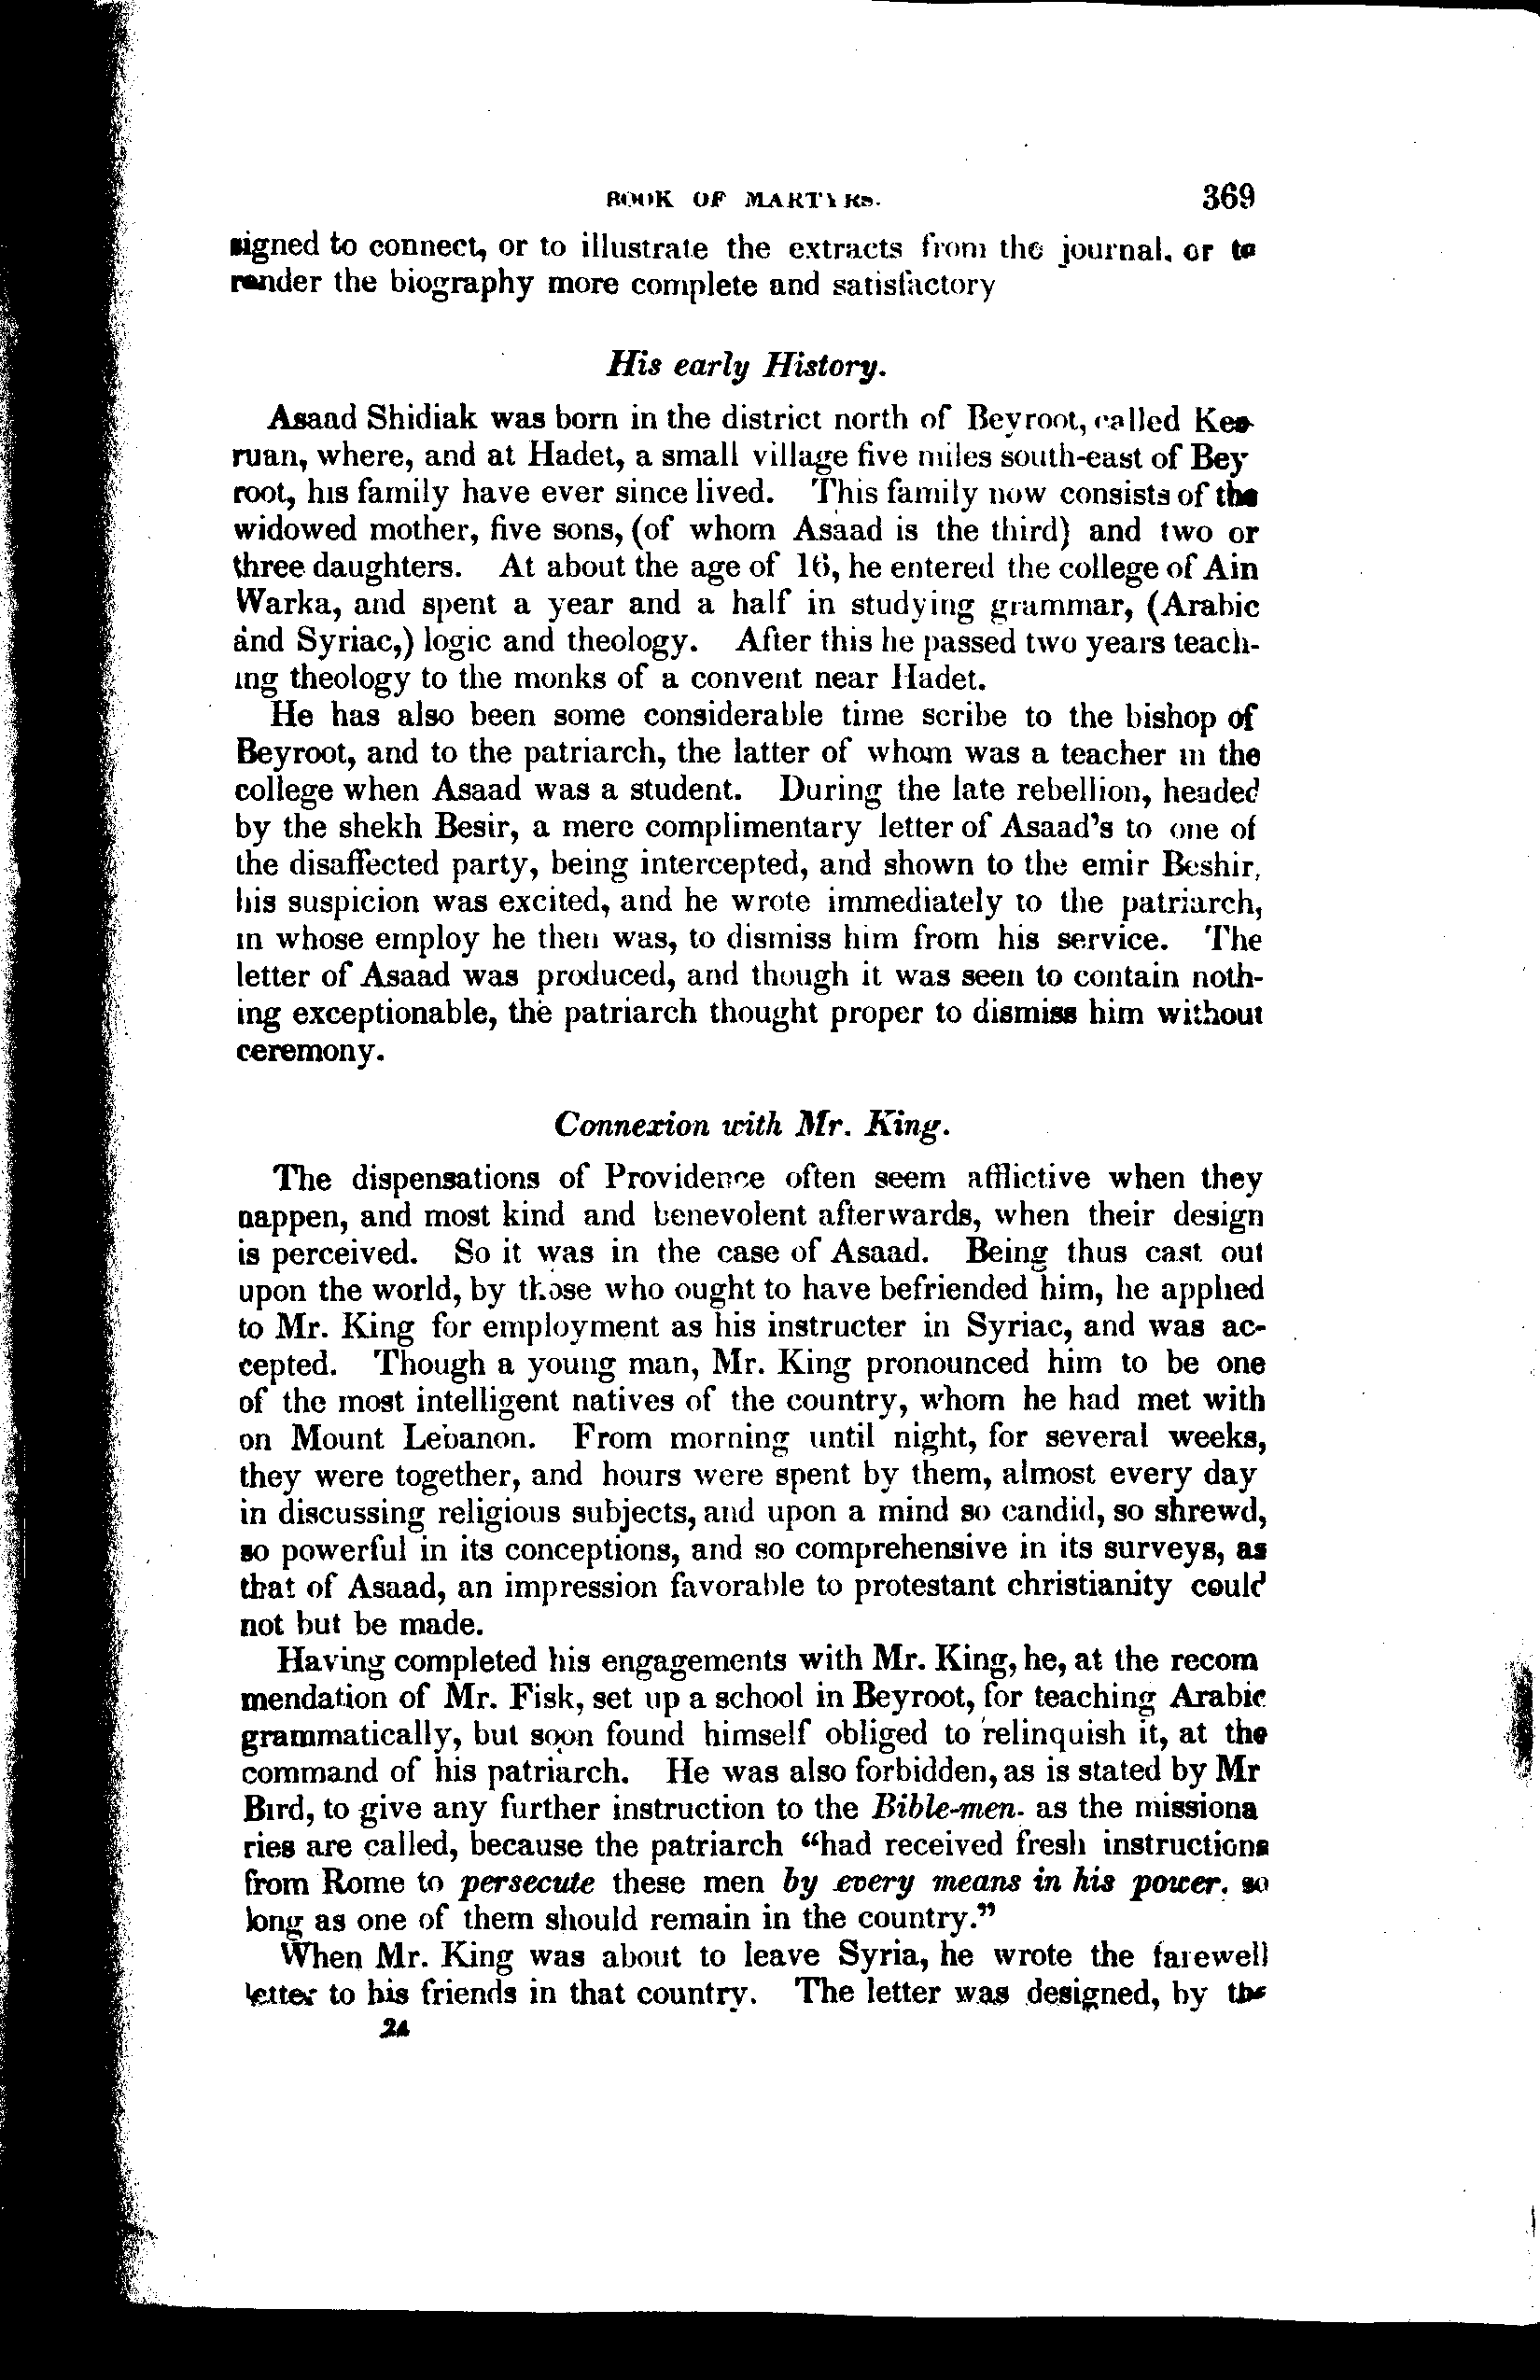 BOOK OF MARTYRS. 369
signed to connect, or to illustrate the extracts from the journal, or to
render the biography more complete and satisfactory
His early History.
Asaad Shidiak was born in the district north of Beyroot, called Kes-
ruan, where, and at Hadet, a small village five miles south-east of Bey
root, his family have ever since lived. This family now consists of the
widowed mother, five sons, (of whom Asaad is the third) and two or
three daughters. At about the age of 16, he entered the college of Ain
Warka, and spent a year and a half in studying grammar, (Arabic
and Syriac,) logic and theology. After this he passed two years teach-
ing theology to the monks of a convent near Hadet.
He has also been some considerable time scribe to the bishop of
Beyroot, and to the patriarch, the latter of whom was a teacher in the
college when Asaad was a student. During the late rebellion, headed
by the shekh Besir, a mere complimentary letter of Asaad's to one of
the disaffected party, being intercepted, and shown to the emir Beshir,
his suspicion was excited, and he wrote immediately to the patriarch,
in whose employ he then was, to dismiss him from his service. The
letter of Asaad was produced, and though it was seen to contain noth-
ing exceptionable, the patriarch thought proper to dismiss him without
ceremony.
Connexion with Mr. King.
The dispensations of Providence often seem afflictive when they
happen, and most kind and benevolent afterwards, when their design
is perceived. So it was in the case of Asaad. Being thus cast out
upon the world, by those who ought to have befriended him, he applied
to Mr. King for employment as his instructer in Syriac, and was ac-
cepted. Though a young man, Mr. King pronounced him to be one
of the most intelligent natives of the country, whom he had met with
on Mount Lebanon. From morning until night, for several weeks,
they were together, and hours were spent by them, almost every day
in discussing religious subjects, and upon a mind so candid, so shrewd,
so powerful in its conceptions, and so comprehensive in its surveys, as
that of Asaad, an impression favorable to protestant christianity could
not but be made.
Having completed his engagements with Mr. King, he, at the recom
mendation of Mr. Fisk, set up a school in Beyroot, for teaching Arabic
grammatically, but soon found himself obliged to relinquish it, at the
command of his patriarch. He was also forbidden, as is stated by Mr
Bird, to give any further instruction to the Bible-men. as the missiona
ries are called, because the patriarch "had received fresh instructions
from Rome to persecute these men by every means in his power. so
long as one of them should remain in the country."
When Mr. King was about to leave Syria, he wrote the farewell
letter to his friends in that country. The letter was designed, by the
24